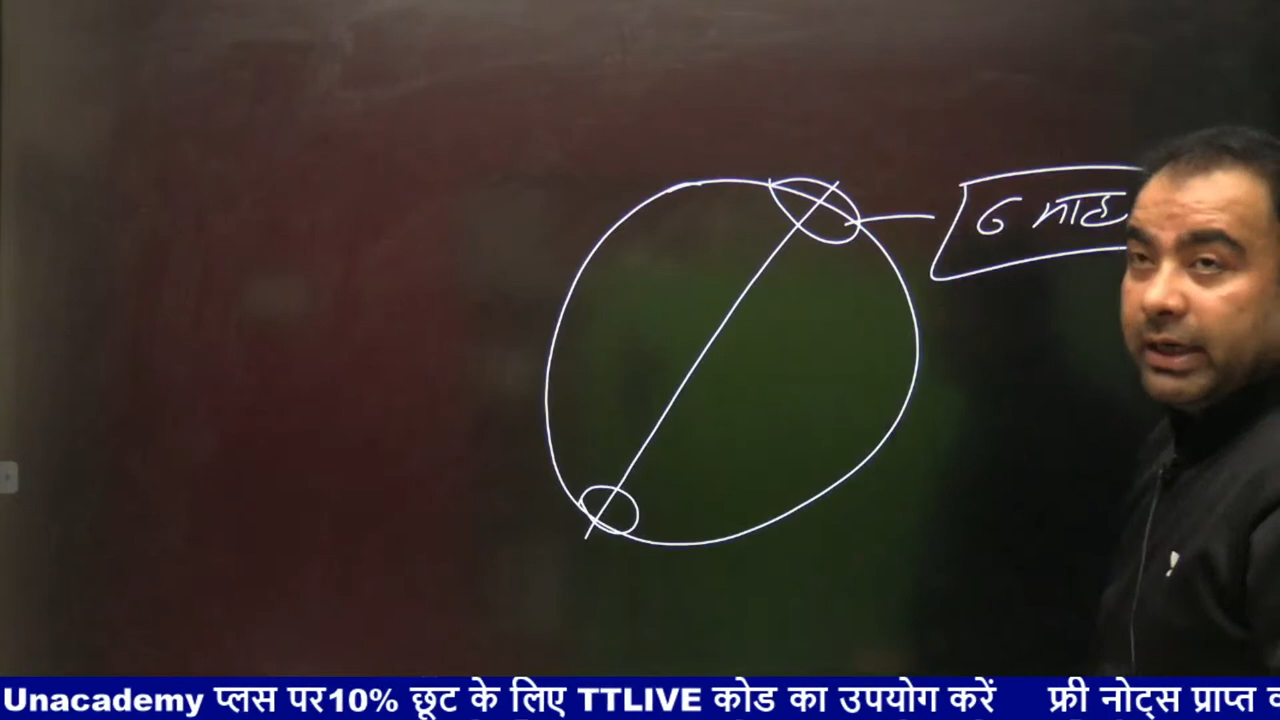 6 माह
Unacademy प्लस पर10% छूट के लिए TTLIVE कोड का उपयोग करें फ्री नोट्स प्राप्त